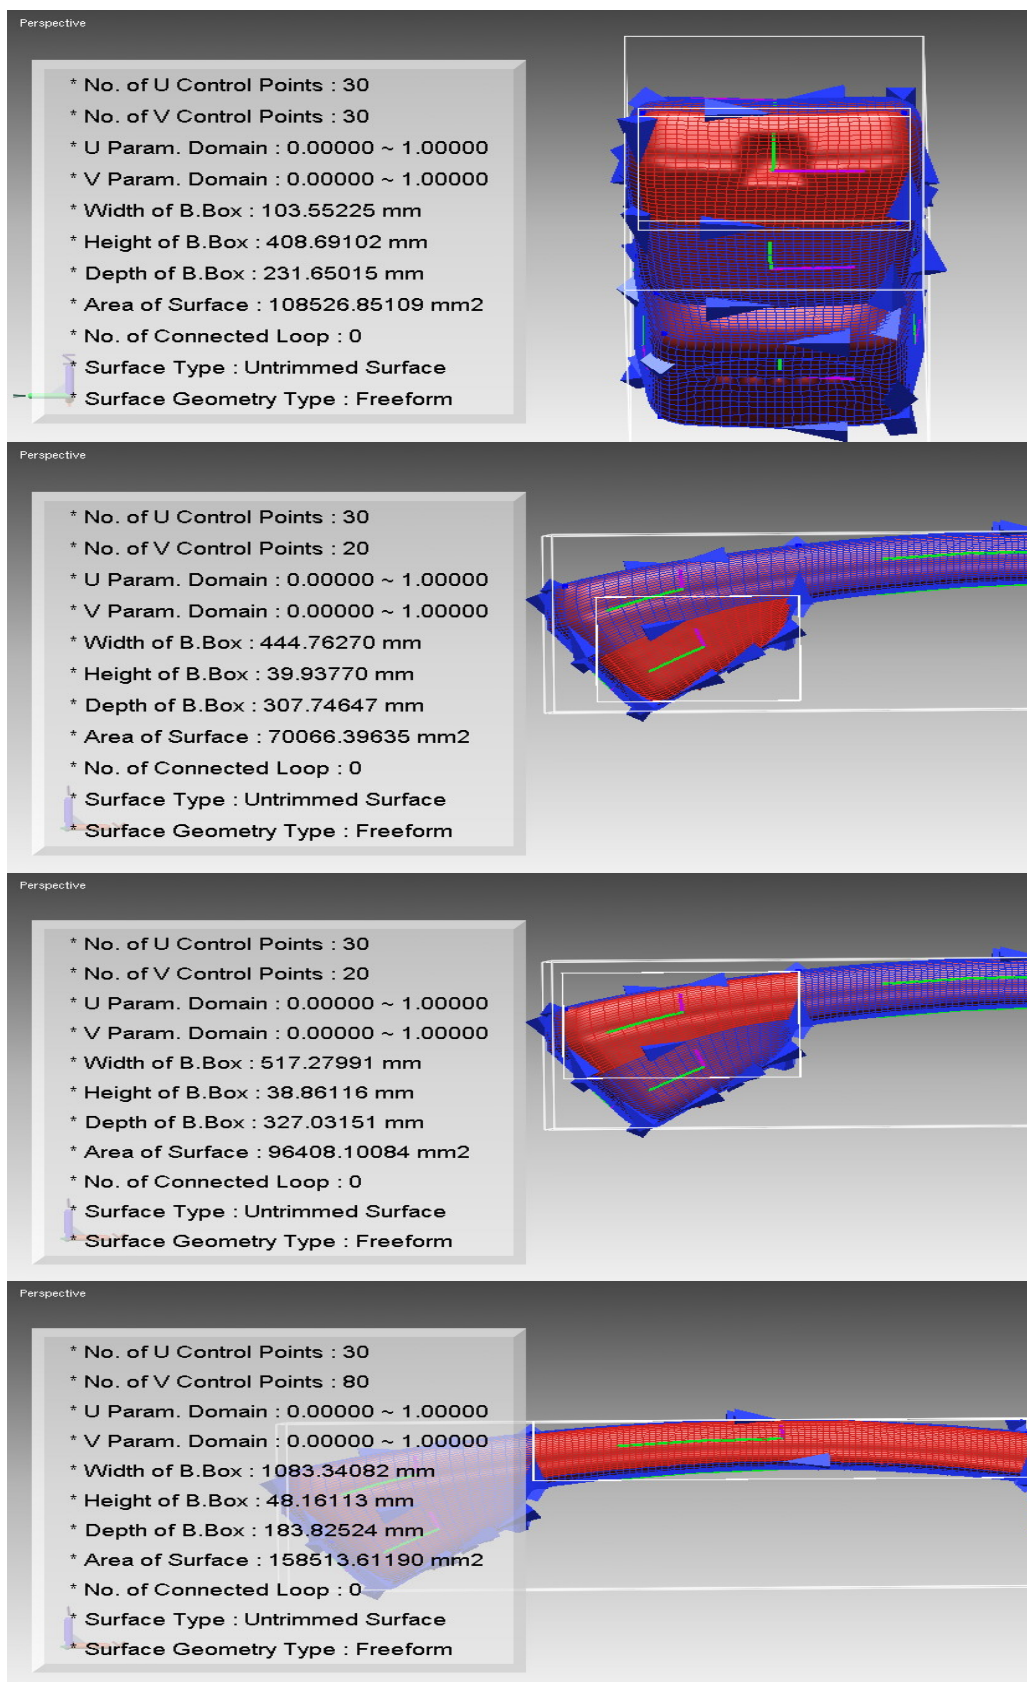 Perspective
* No. of U Control Points : 30
* No. of V Control Points : 30
* U Param. Domain : 0.00000 ~ 1.00000
* V Param. Domain : 0.00000 ~ 1.00000
* Width of B.Box : 103.55225 mm
* Height of B.Box : 408.69102 mm
* Depth of B.Box : 231.65015 mm
* Area of Surface : 108526.85109 mm2
* No. of Connected Loop : 0
* Surface Type : Untrimmed Surface
* Surface Geometry Type : Freeform
Perspective
* No. of U Control Points : 30
* No. of V Control Points : 20
* U Param. Domain : 0.00000 ~ 1.00000
* V Param. Domain : 0.00000 ~ 1.00000
* Width of B.Box : 444.76270 mm
* Height of B.Box : 39.93770 mm
* Depth of B.Box : 307.74647 mm
* Area of Surface : 70066.39635 mm2
* No. of Connected Loop : 0
* Surface Type : Untrimmed Surface
* Surface Geometry Type : Freeform
Perspective
* No. of U Control Points : 30
* No. of V Control Points : 20
* U Param. Domain : 0.00000 ~ 1.00000
* V Param. Domain : 0.00000 ~ 1.00000
* Width of B.Box : 517.27991 mm
* Height of B.Box : 38.86116 mm
* Depth of B.Box : 327.03151 mm
* Area of Surface : 96408.10084 mm2
* No. of Connected Loop : 0
* Surface Type : Untrimmed Surface
* Surface Geometry Type : Freeform
Perspective
* No. of U Control Points : 30
* No. of V Control Points : 80
* U Param. Domain : 0.00000 ~ 1.00000
* V Param. Domain : 0.00000 ~ 1.00000
* Width of B.Box : 1083.34082 mm
* Height of B.Box : 48.16113 mm
* Depth of B.Box : 183.82524 mm
* Area of Surface : 158513.61190 mm2
* No. of Connected Loop : 0
* Surface Type : Untrimmed Surface
* Surface Geometry Type : Freeform